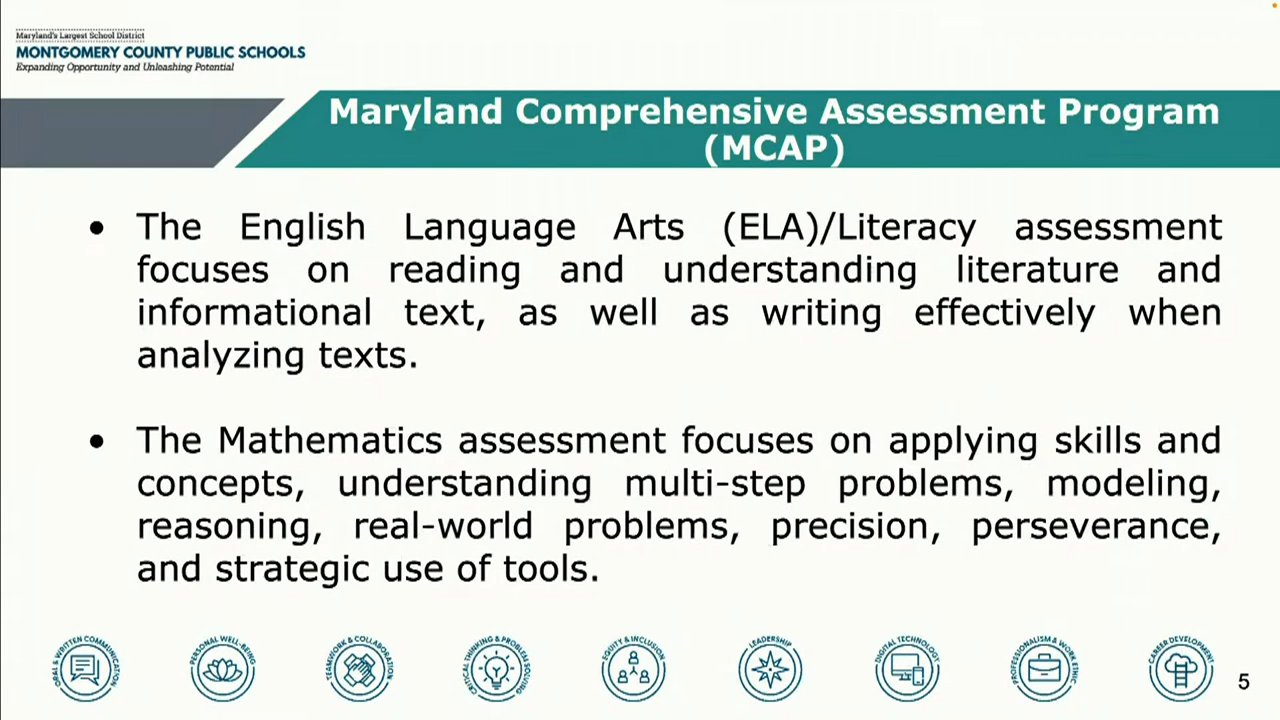 Maryland's Largest School District
MONTGOMERY COUNTY PUBLIC SCHOOLS
Expanding Opportunity and Unleashing Potential
Maryland Comprehensive Assessment Program
(MCAP)
• The English Language Arts (ELA)/Literacy assessment
focuses on reading and understanding literature and
informational text, as well as writing effectively when
analyzing texts.
• The Mathematics assessment focuses on applying skills and
concepts, understanding multi-step problems, modeling,
reasoning, real-world problems, precision, perseverance,
and strategic use of tools.
ORAL & WRITTEN COMMUNICATION
PERSONAL WELL-BEING
TEAMWORK & COLLABORATION
CRITICAL THINKING & PROBLEM SOLVING
EQUITY & INCLUSION
LEADERSHIP
DIGITAL TECHNOLOGY
PROFESSIONALISM & WORK ETHIC
CAREER DEVELOPMENT
5